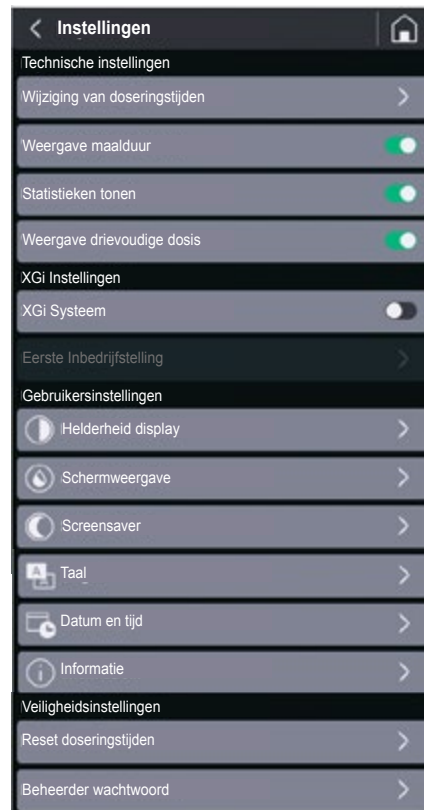 Instellingen
Technische instellingen
Wijziging van doseringstijden
Weergave maalduur
Statistieken tonen
Weergave drievoudige dosis
XGi Instellingen
XGi Systeem
Eerste Inbedrijfstelling
Gebruikersinstellingen
Helderheid display
Schermweergave
Screensaver
Taal
Datum en tijd
Informatie
Veiligheidsinstellingen
Reset doseringstijden
Beheerder wachtwoord